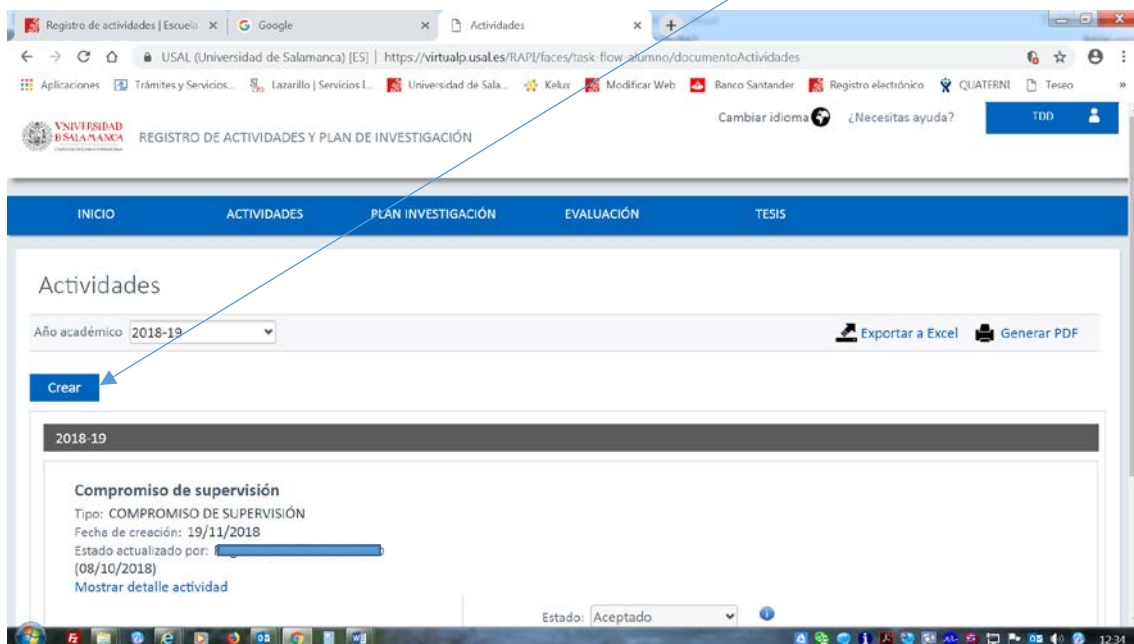 Registro de actividades | Escuela
Google
Actividades
USAL (Universidad de Salamanca) [ES] | https://virtualp.usal.es/RAPI/faces/task-flow-alumno/documentoActividades
Aplicaciones
Trámites y Servicios...
Lazarillo | Servicios I...
Universidad de Sala...
Kelux
Modificar Web
Banco Santander
Registro electrónico
QUATERNI
Teseo
»
VNIVERSIDAD
D SALAMANCA
REGISTRO DE ACTIVIDADES Y PLAN DE INVESTIGACIÓN
Cambiar idioma
¿Necesitas ayuda?
TDD
INICIO
ACTIVIDADES
PLAN INVESTIGACIÓN
EVALUACIÓN
TESIS
Actividades
Año académico 2018-19
Exportar a Excel
Generar PDF
Crear
2018-19
Compromiso de supervisión
Tipo: COMPROMISO DE SUPERVISIÓN
Fecha de creación: 19/11/2018
Estado actualizado por:
(08/10/2018)
Mostrar detalle actividad
Estado: Aceptado
12:34